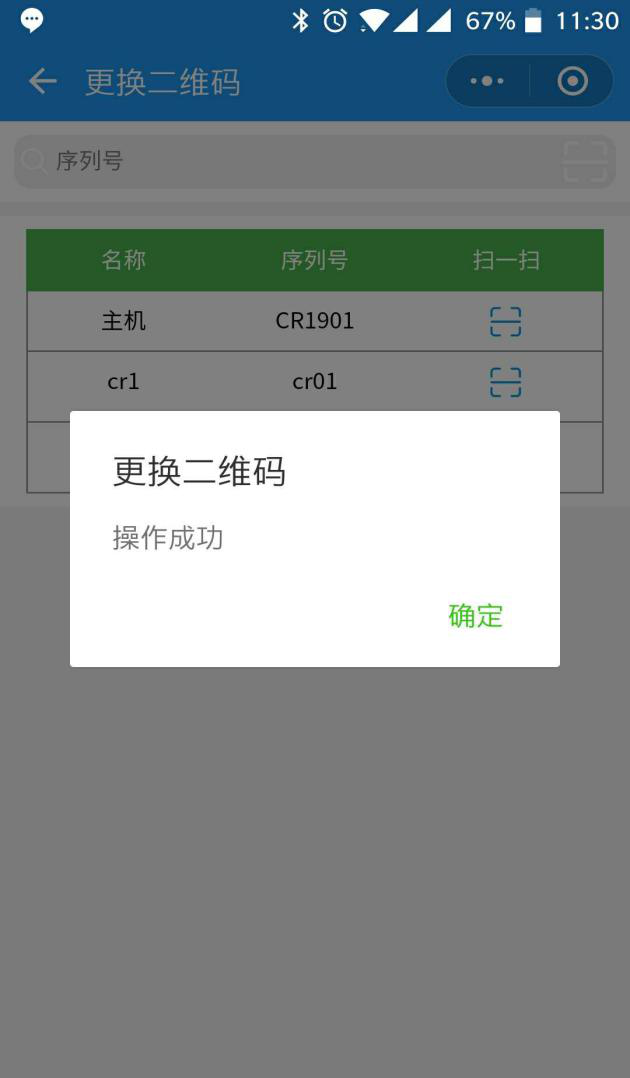 67% 11:30
更换二维码
序列号
名称 序列号 扫一扫
主机 CR1901
cr1 cr01
更换二维码
操作成功
确定